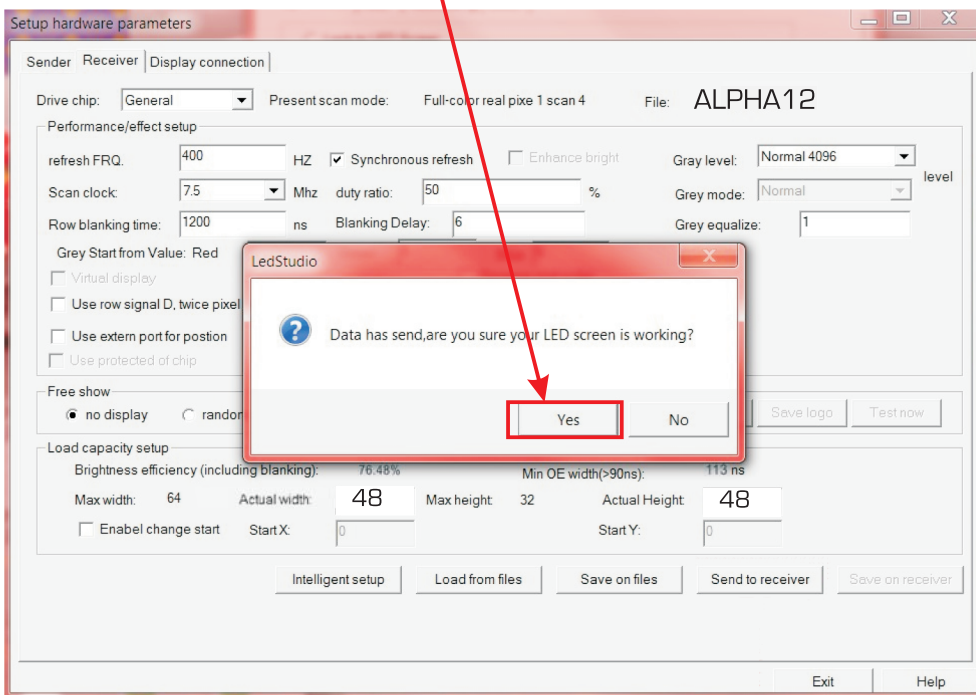 Setup hardware parameters
Sender Receiver Display connection
Drive chip: General Present scan mode: Full-color real pixe 1 scan 4 File: ALPHA12
Performance/effect setup
refresh FRQ. 400 HZ Synchronous refresh Enhance bright Gray level: Normal 4096 level
Scan clock: 7.5 Mhz duty ratio: 50 % Grey mode: Normal
Row blanking time: 1200 ns Blanking Delay: 6 Grey equalize: 1
Grey Start from Value: Red
LedStudio
Virtual display
Use row signal D, twice pixel
Data has send,are you sure your LED screen is working?
Use extern port for postion
Use protected of chip
Free show
no display Yes No Save logo Test now
Load capacity setup
Brightness efficiency (including blanking): 76.48% Min OE width(>90ns): 113 ns
Max width: 64 Actual width: 48 Max height: 32 Actual Height: 48
Enabel change start Start X: 0 Start Y: 0
Intelligent setup Load from files Save on files Send to receiver Save on receiver
Exit Help